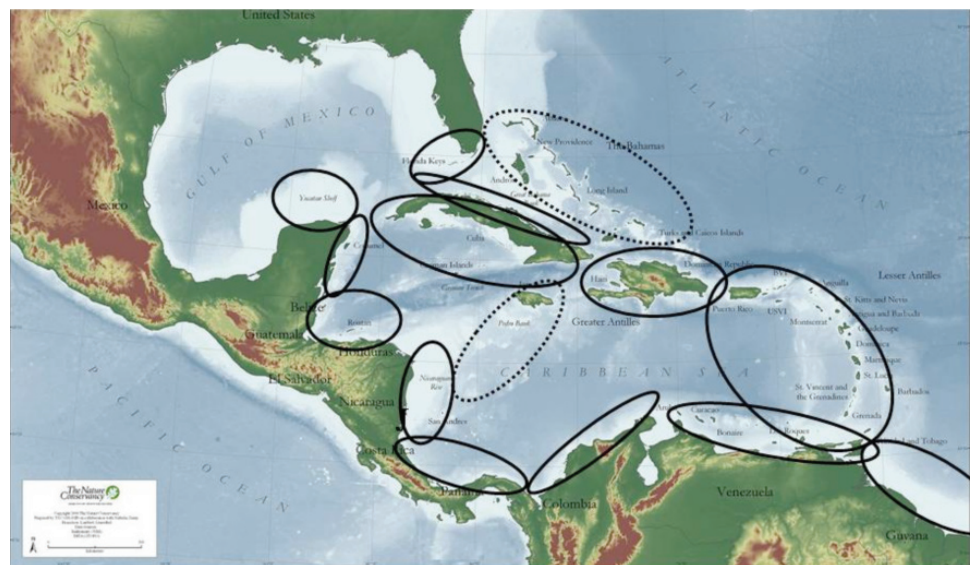 United States
ATLANTIC OCEAN
GULF OF MEXICO
New Providence
The Bahamas
Florida Keys
Andros
Long Island
Yucatan Shelf
Mexico
Turks and Caicos Islands
Cuba
Cozumel
Cayman Islands
Dominican Republic
Lesser Antilles
Haiti
BVI
Anguilla
Belize
Puerto Rico
USVI
St. Kitts and Nevis
Antigua and Barbuda
Montserrat
Roatan
Pedro Bank
Greater Antilles
Guadeloupe
Guatemala
Honduras
Dominica
El Salvador
Nicaraguan
Rise
CARIBBEAN SEA
Martinique
St. Lucia
PACIFIC OCEAN
Nicaragua
St. Vincent and
the Grenadines
Barbados
Curacao
San Andres
Grenada
Bonaire
Los Roques
Costa Rica
Panama
Colombia
Venezuela
Guyana
The Nature
Conservancy
N